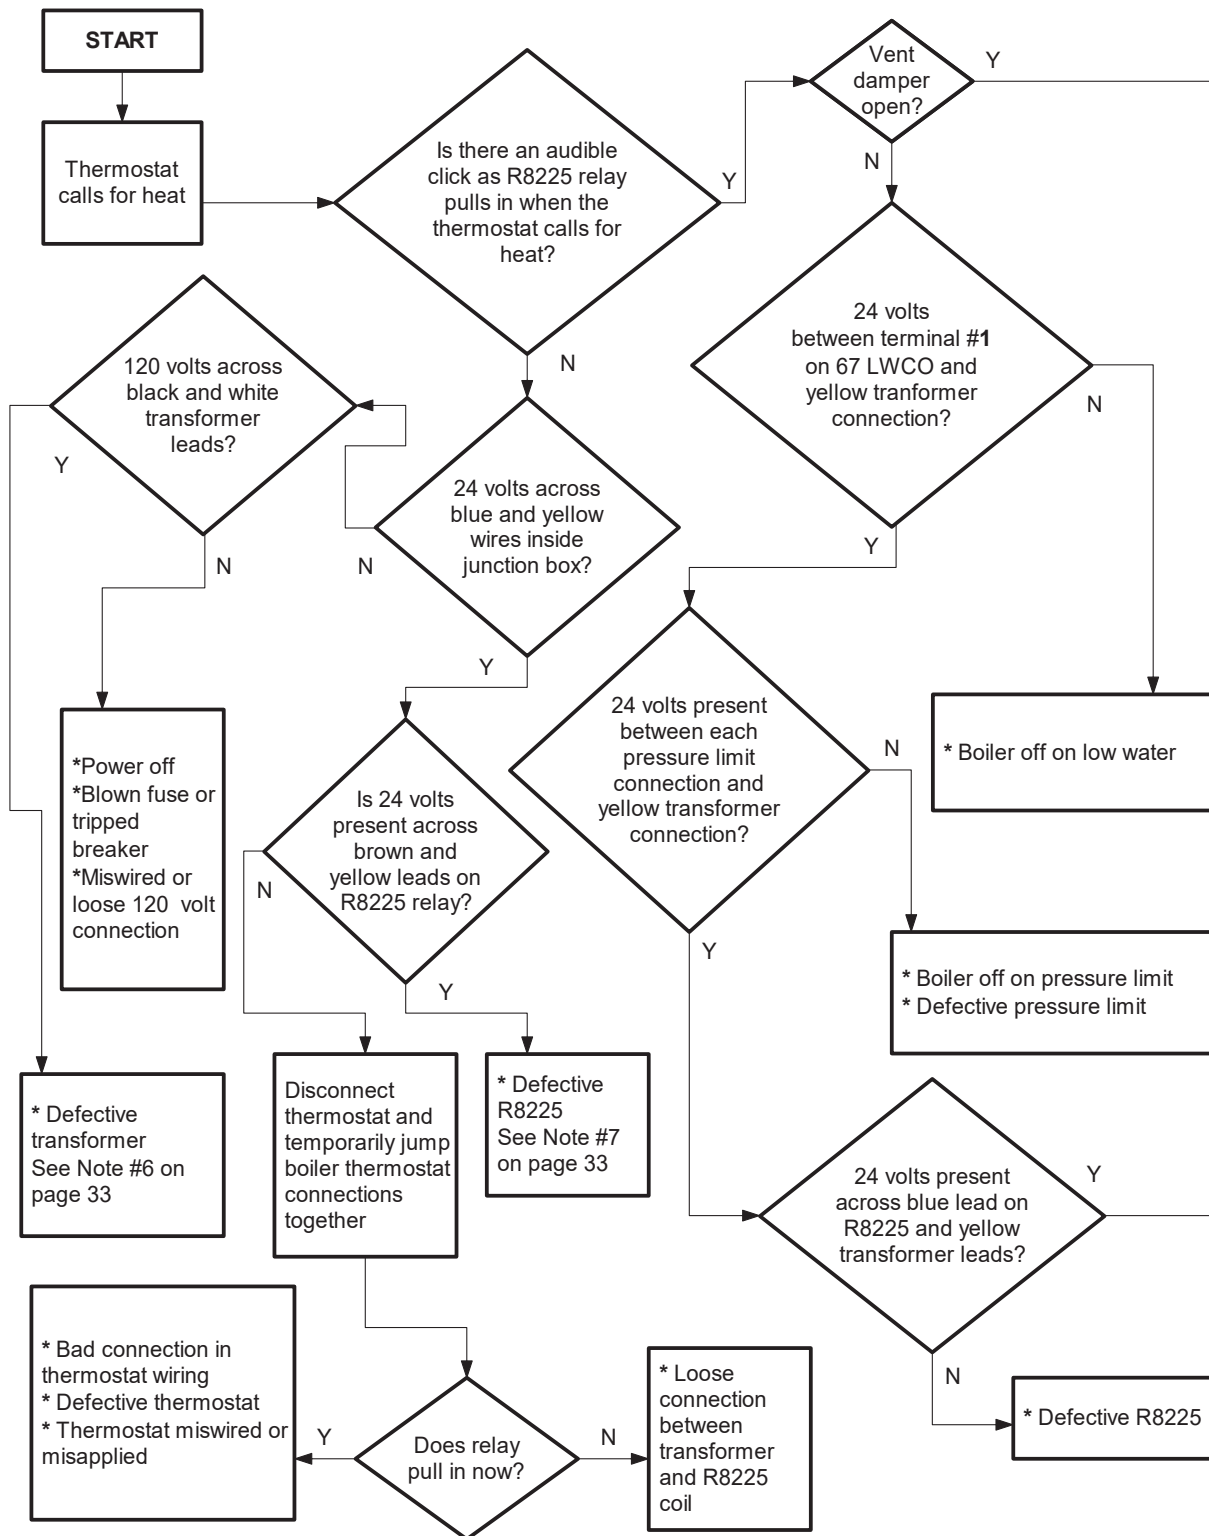 START
Thermostat
calls for heat
Is there an audible
click as R8225 relay
pulls in when the
thermostat calls for
heat?
Y
N
Vent
damper
open?
Y
N
24 volts
between terminal #1
on 67 LWCO and
yellow tranformer
connection?
N
Y
120 volts across
black and white
transformer
leads?
Y
N
24 volts across
blue and yellow
wires inside
junction box?
N
Y
24 volts present
between each
pressure limit
connection and
yellow transformer
connection?
N
Y
* Boiler off on low water
*Power off
*Blown fuse or
tripped
breaker
*Miswired or
loose 120 volt
connection
Is 24 volts
present across
brown and
yellow leads on
R8225 relay?
N
Y
* Boiler off on pressure limit
* Defective pressure limit
* Defective
transformer
See Note #6 on
page 33
Disconnect
thermostat and
temporarily jump
boiler thermostat
connections
together
* Defective
R8225
See Note #7
on page 33
24 volts present
across blue lead on
R8225 and yellow
transformer leads?
Y
N
* Bad connection in
thermostat wiring
* Defective thermostat
* Thermostat miswired or
misapplied
Y
Does relay
pull in now?
N
* Loose
connection
between
transformer
and R8225
coil
* Defective R8225